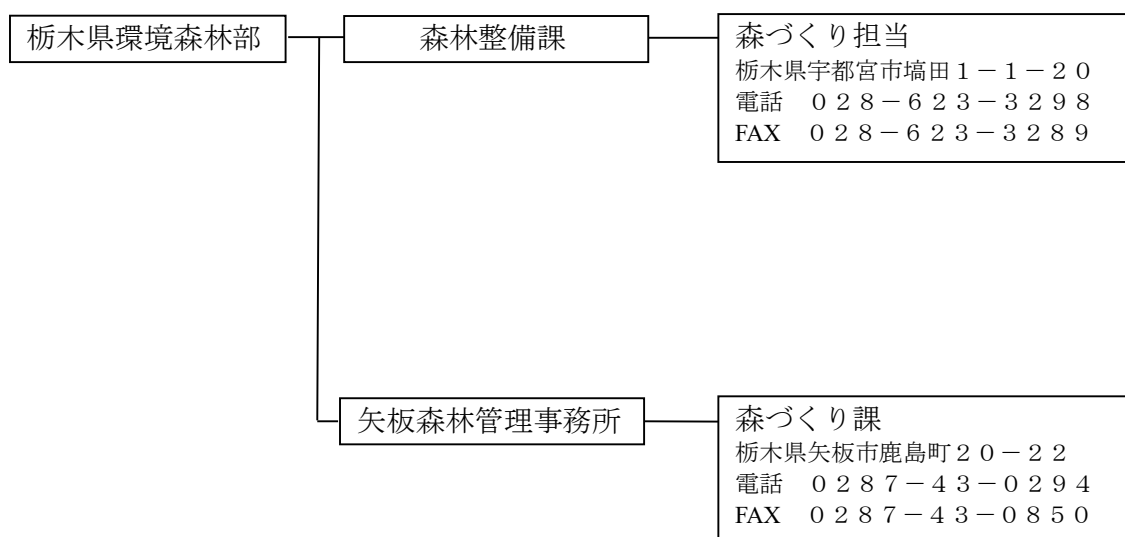 栃木県環境森林部
森林整備課
森づくり担当
栃木県宇都宮市塙田１－１－２０
電話　０２８－６２３－３２９８
FAX　０２８－６２３－３２８９
矢板森林管理事務所
森づくり課
栃木県矢板市鹿島町２０－２２
電話　０２８７－４３－０２９４
FAX　０２８７－４３－０８５０